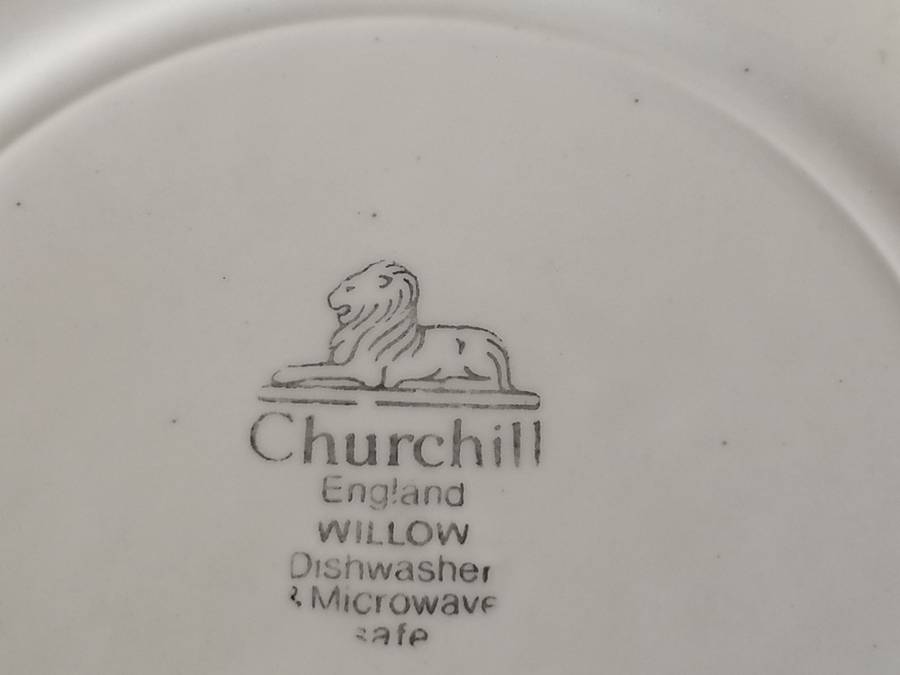 Churchill
England
WILLOW
Dishwasher
& Microwave
safe